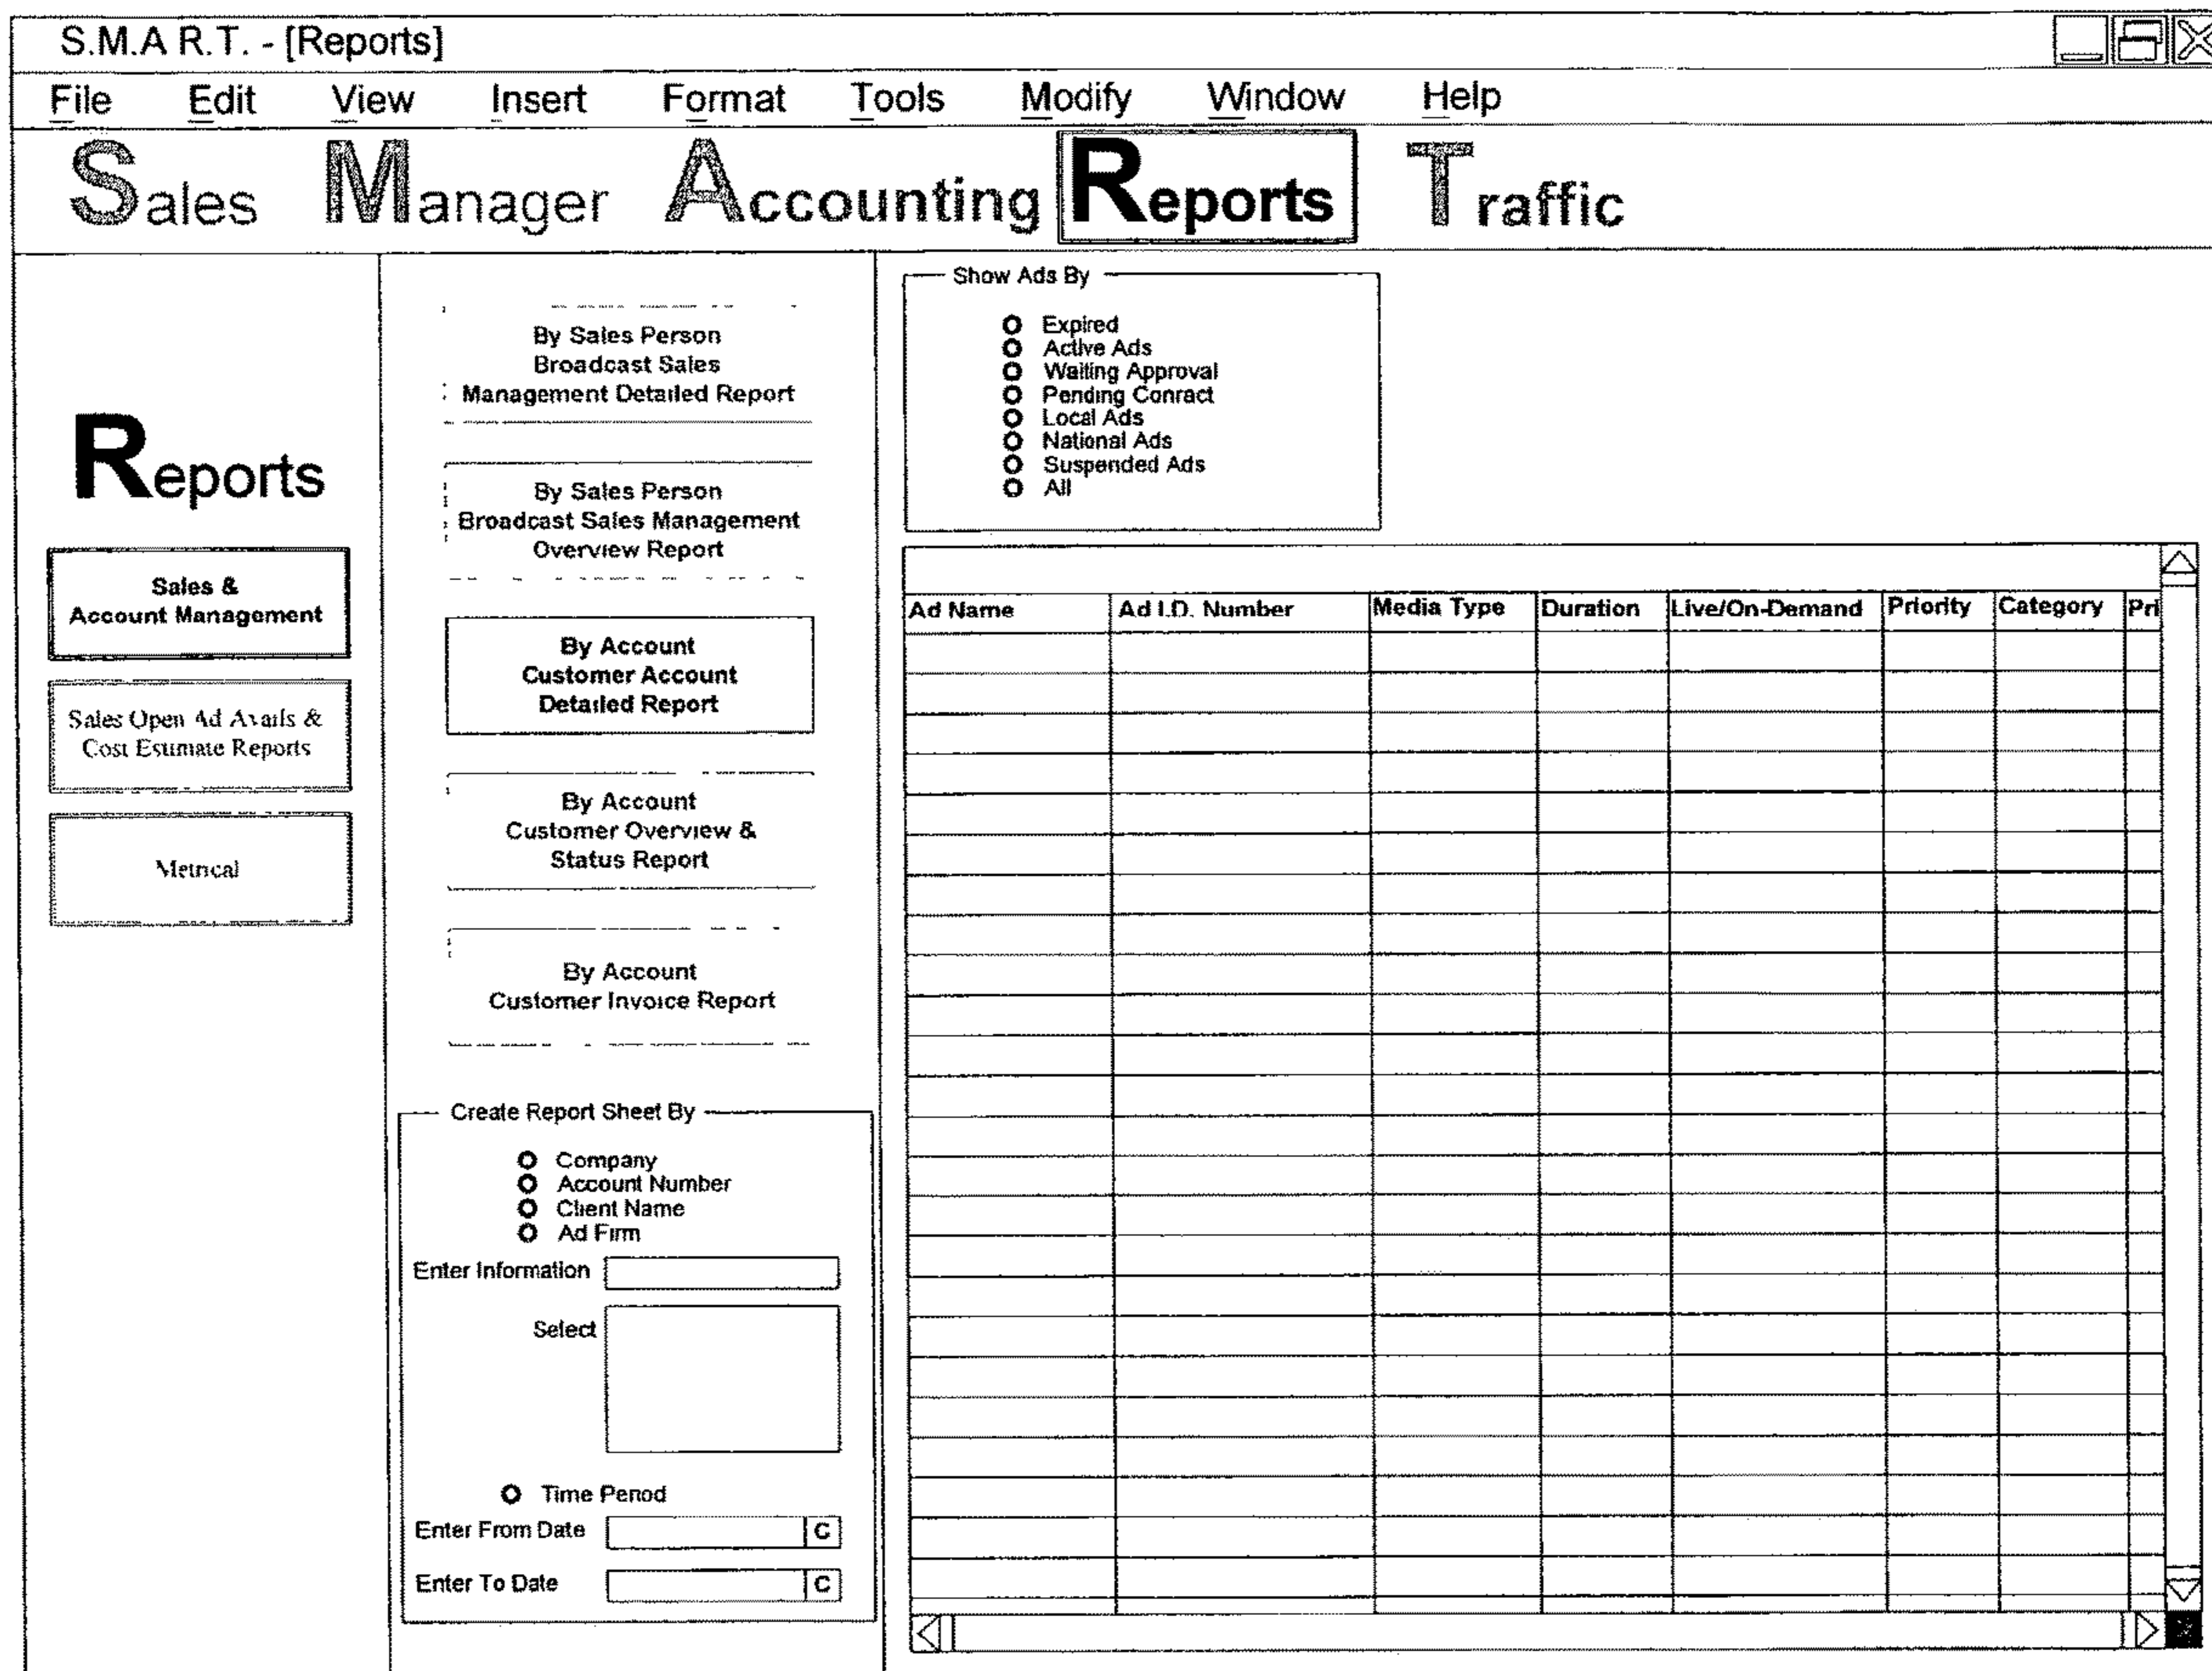 S.M.A R.T. - [Reports]
File Edit View Insert Format Tools Modify Window Help
Sales Manager Accounting Reports Traffic
Reports
Sales &
Account Management
Sales Open Ad Avails &
Cost Estimate Reports
Metrical
By Sales Person
Broadcast Sales
Management Detailed Report
By Sales Person
Broadcast Sales Management
Overview Report
By Account
Customer Account
Detailed Report
By Account
Customer Overview &
Status Report
By Account
Customer Invoice Report
Create Report Sheet By
Company
Account Number
Client Name
Ad Firm
Enter Information
Select
Time Period
Enter From Date C
Enter To Date C
Show Ads By
Expired
Active Ads
Waiting Approval
Pending Conract
Local Ads
National Ads
Suspended Ads
All
Ad Name Ad I.D. Number Media Type Duration Live/On-Demand Priority Category Pri